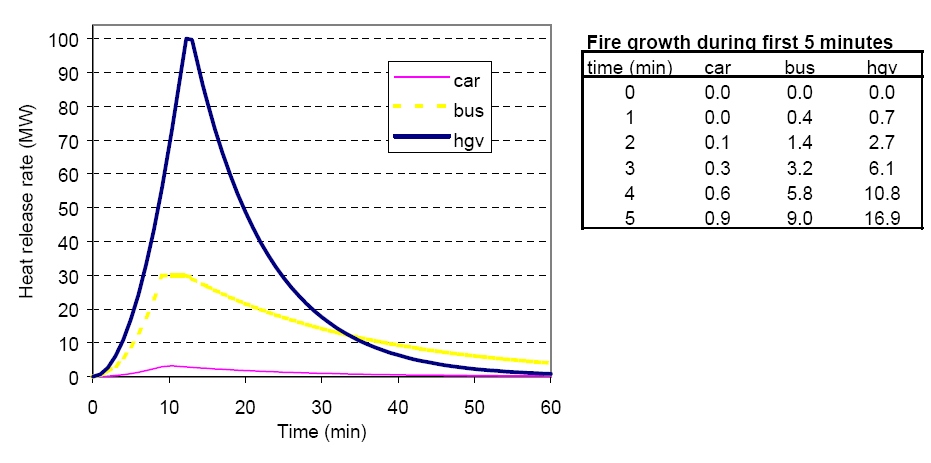 Heat release rate (MW)
100
90
80
70
60
50
40
30
20
10
0
0 10 20 30 40 50 60
Time (min)
car
bus
hgv
Fire growth during first 5 minutes
time (min) car bus hgv
0 0.0 0.0 0.0
1 0.0 0.4 0.7
2 0.1 1.4 2.7
3 0.3 3.2 6.1
4 0.6 5.8 10.8
5 0.9 9.0 16.9